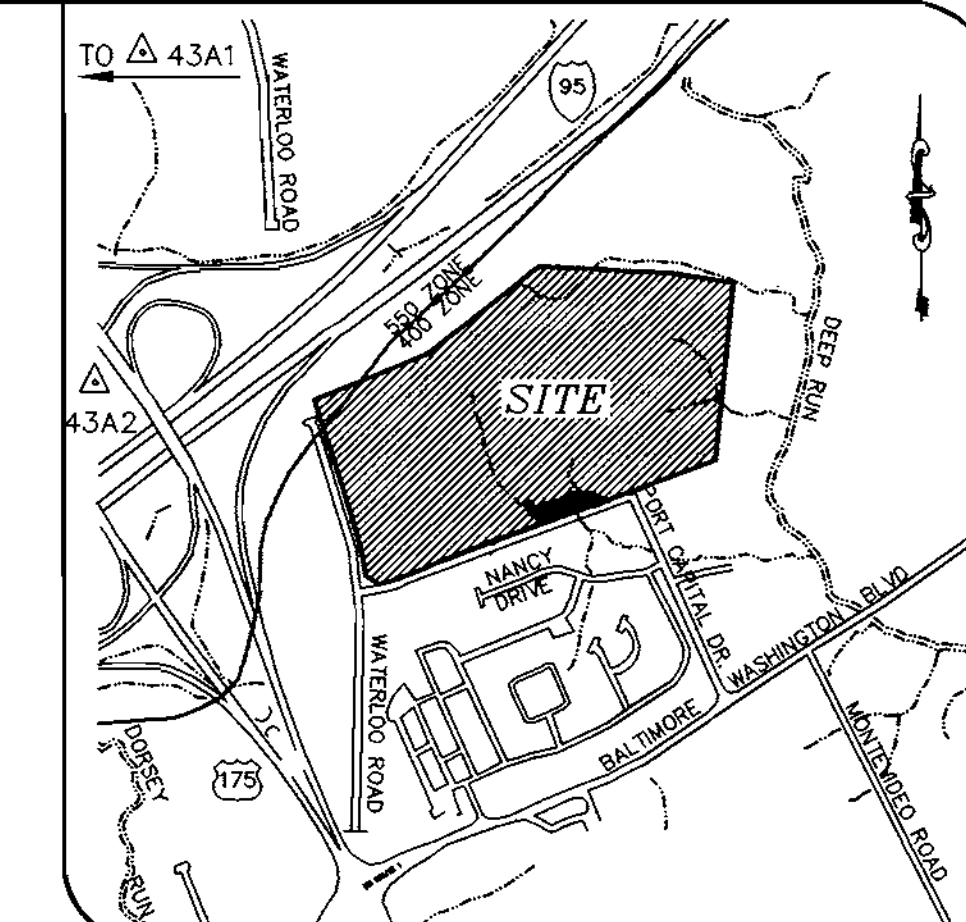 TO 43A1
WATERLOO ROAD
95
550 ZONE
400 ZONE
SITE
DEEP RUN
43A2
PORT CAPITAL DR.
NANCY
DRIVE
WATERLOO ROAD
WASHINGTON BLVD
BALTIMORE
MONTEVIDEO ROAD
175
DORSEY
RUN